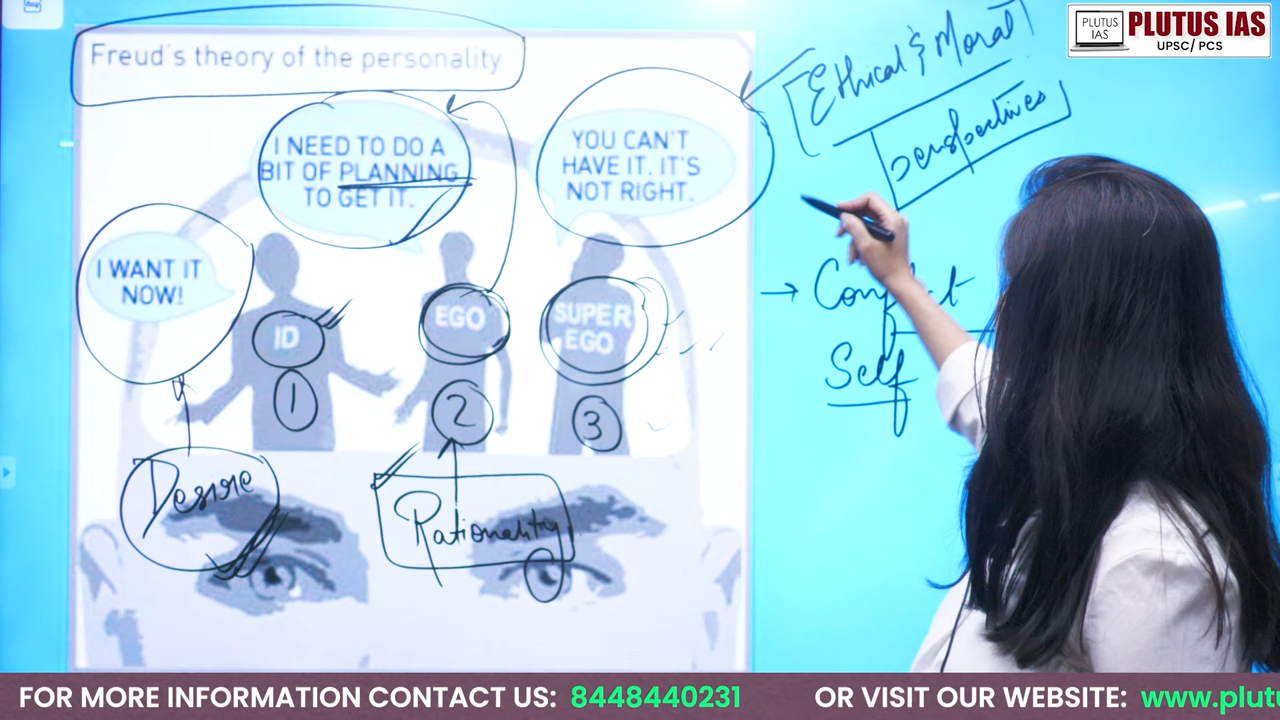 Freud's theory of the personality
I NEED TO DO A
BIT OF PLANNING
TO GET IT.
YOU CAN'T
HAVE IT. IT'S
NOT RIGHT.
I WANT IT
NOW!
ID
EGO
SUPER
EGO
1
2
3
Desire
Rationality
Ethical & Moral
perspectives
→
Self
PLUTUS
IAS
PLUTUS IAS
UPSC/ PCS
FOR MORE INFORMATION CONTACT US: 8448440231 OR VISIT OUR WEBSITE: www.plut